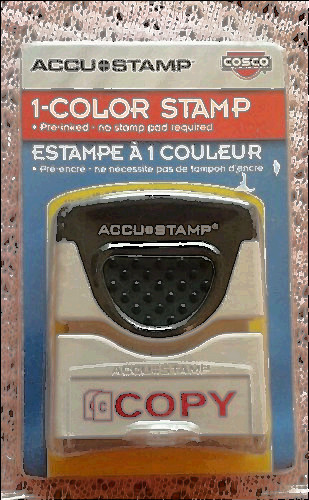 ACCU★STAMP COSCO
1-COLOR STAMP
• Pre-inked - no stamp pad required
ESTAMPE À 1 COULEUR
• Pré-encré - ne nécessite pas de tampon d'encre
ACCU★STAMP®
ACCU★STAMP
COPY